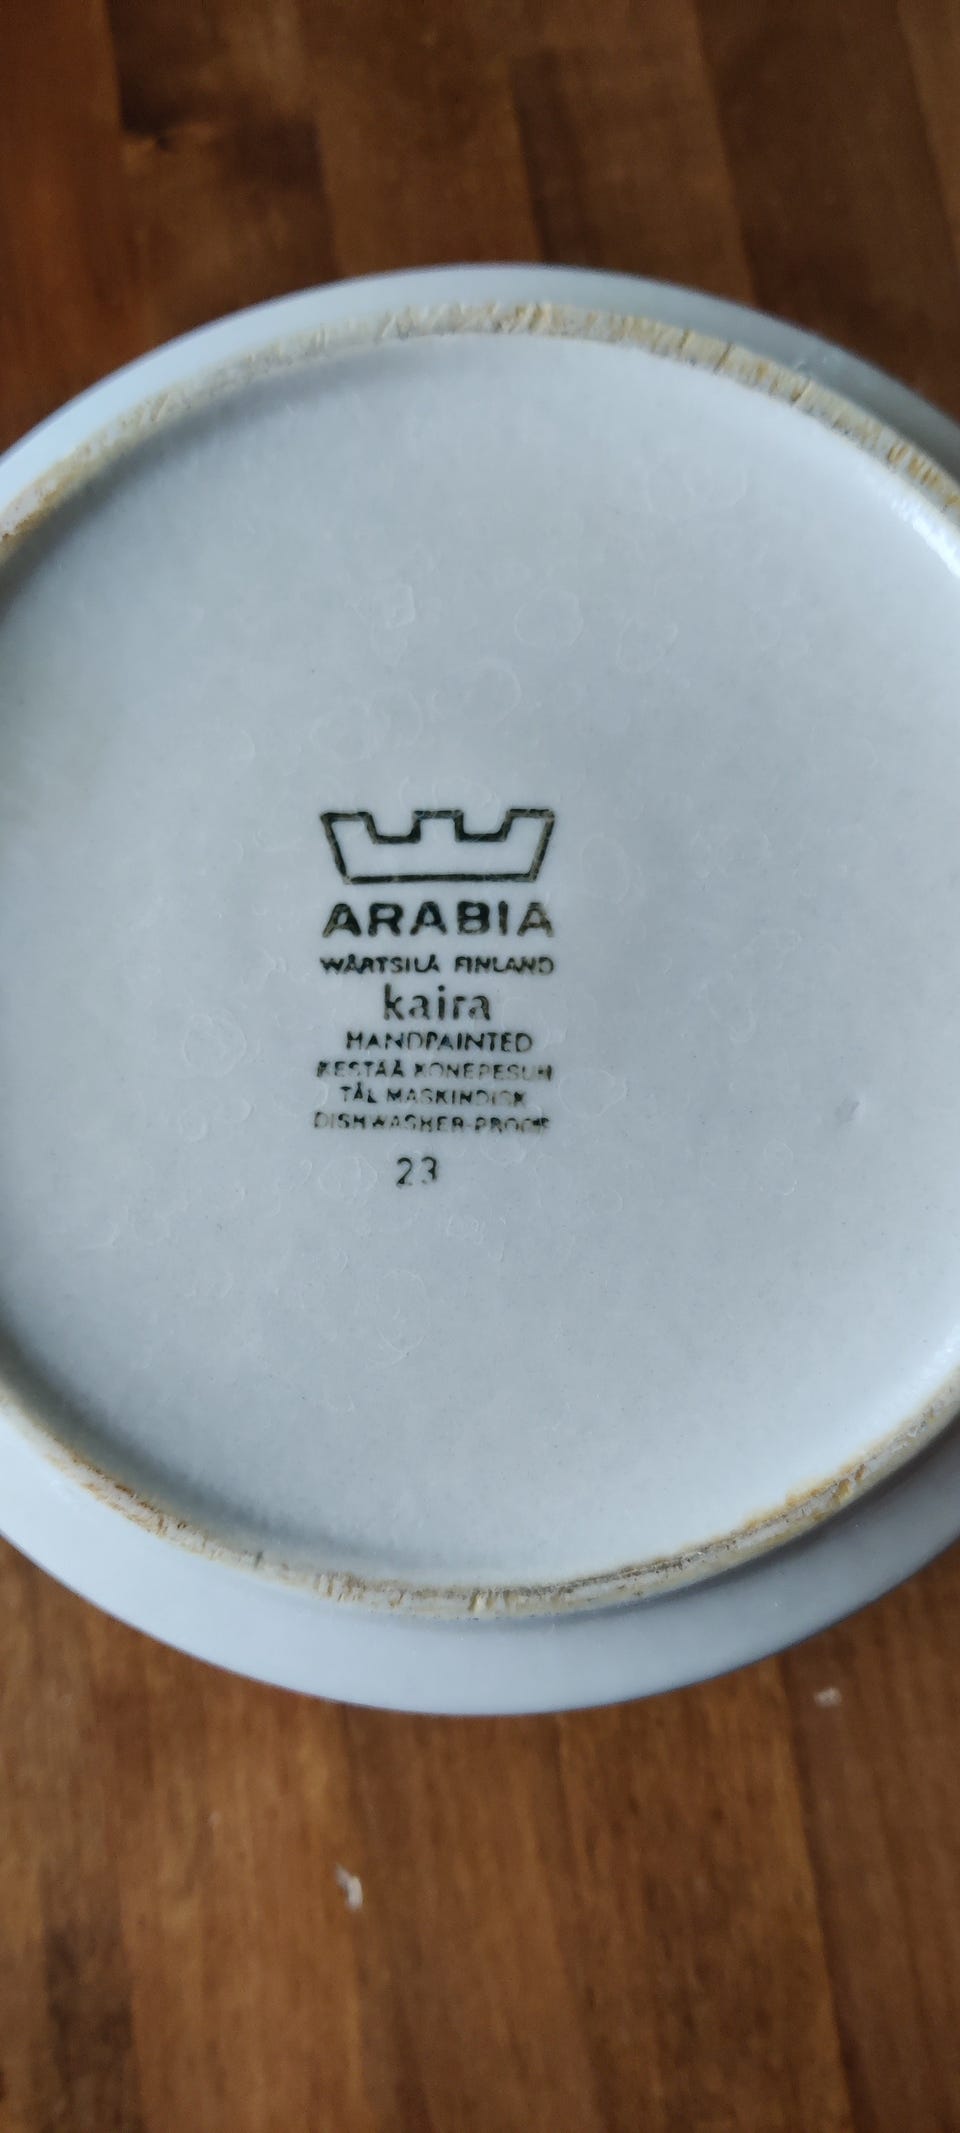 ARABIA
WÄRTSILÄ FINLAND
kaira
HANDPAINTED
KESTÄÄ KONEPESUN
TÅL MASKINDISK
DISHWASHER-PROOF
23